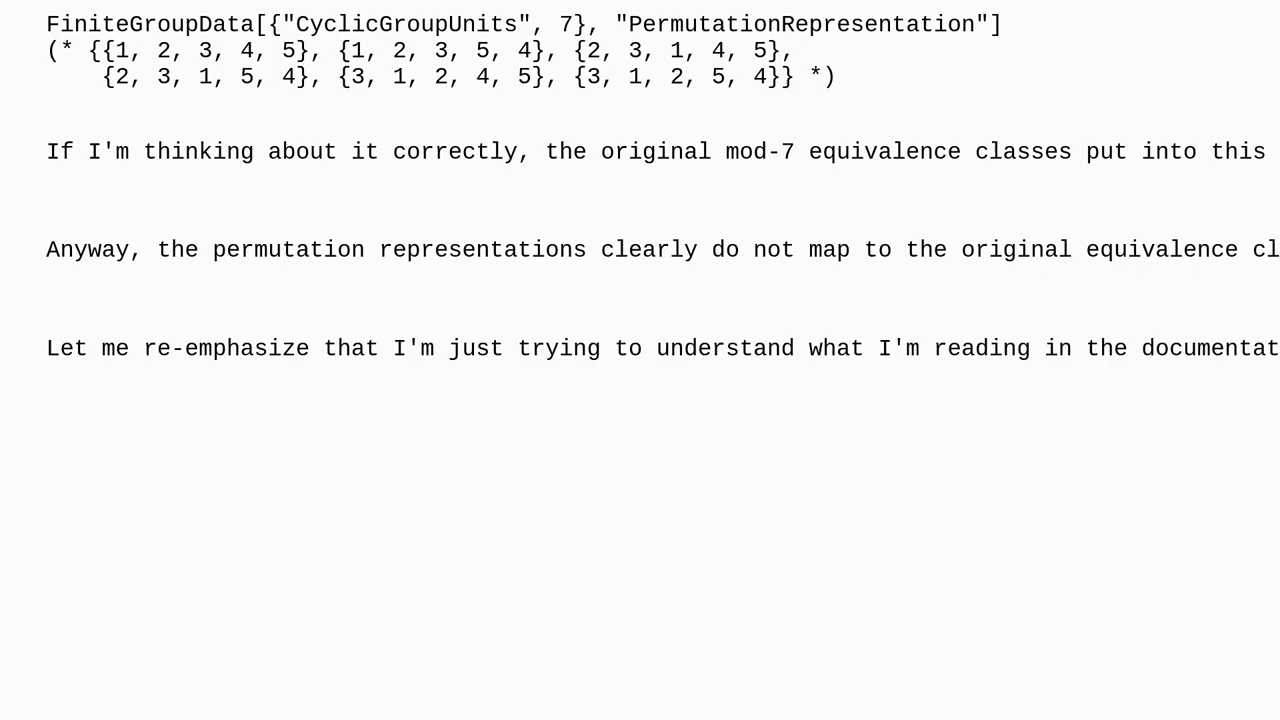 FiniteGroupData[{"CyclicGroupUnits", 7}, "PermutationRepresentation"]
(* {{1, 2, 3, 4, 5}, {1, 2, 3, 5, 4}, {2, 3, 1, 4, 5},
{2, 3, 1, 5, 4}, {3, 1, 2, 4, 5}, {3, 1, 2, 5, 4}} *)
If I'm thinking about it correctly, the original mod-7 equivalence classes put into this
Anyway, the permutation representations clearly do not map to the original equivalence cl
Let me re-emphasize that I'm just trying to understand what I'm reading in the documentat